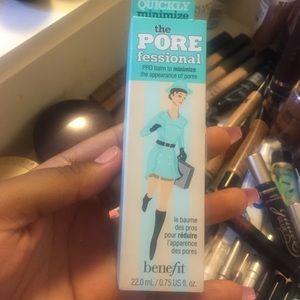 QUICKLY
minimize
the
PORE
fessional
PRO balm to minimize
the appearance of pores
le baume
des pros
pour réduire
l'apparence
des pores
benefit
22.0 mL / 0.75 US fl. oz.